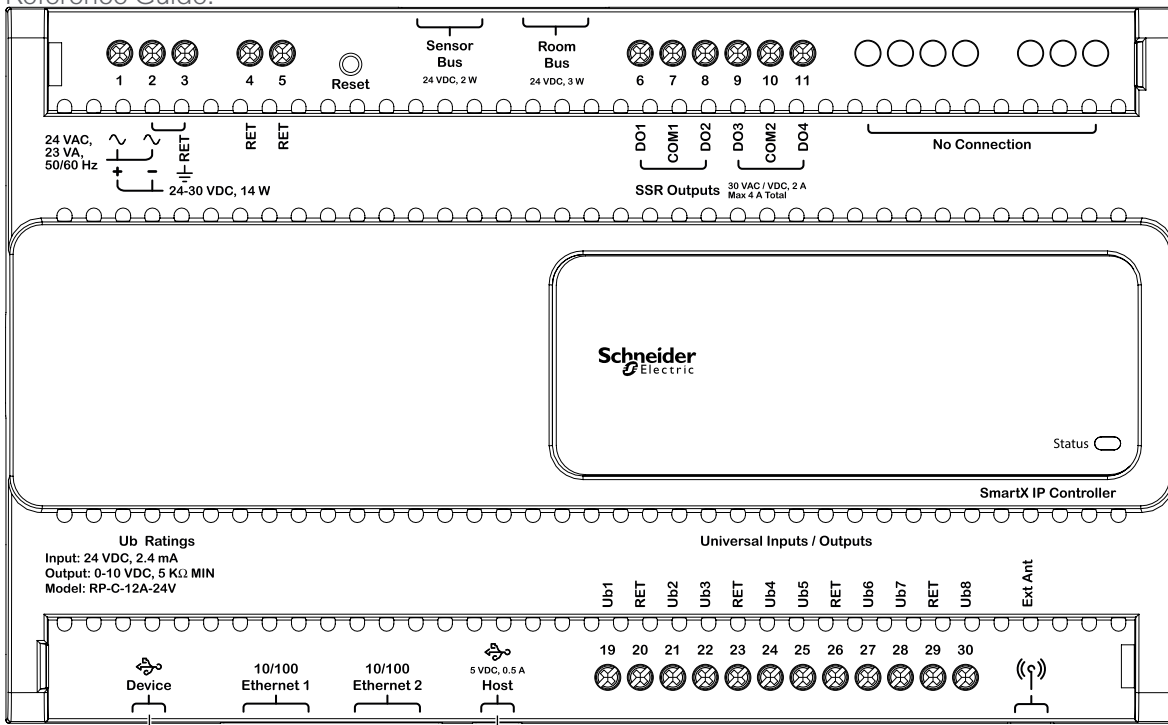 Reference Guide.
Sensor Bus
24 VDC, 2 W
Room Bus
24 VDC, 3 W
1 2 3 4 5
Reset
6 7 8 9 10 11
24 VAC,
23 VA,
50/60 Hz
RET
RET
RET
+ -
24-30 VDC, 14 W
DO1
COM1
DO2
DO3
COM2
DO4
SSR Outputs
30 VAC / VDC, 2 A
Max 4 A Total
No Connection
Schneider
Electric
Status
SmartX IP Controller
Ub Ratings
Input: 24 VDC, 2.4 mA
Output: 0-10 VDC, 5 KΩ MIN
Model: RP-C-12A-24V
Universal Inputs / Outputs
Ub1
RET
Ub2
Ub3
RET
Ub4
Ub5
RET
Ub6
Ub7
RET
Ub8
Ext Ant
19 20 21 22 23 24 25 26 27 28 29 30
Device
10/100
Ethernet 1
10/100
Ethernet 2
5 VDC, 0.5 A
Host